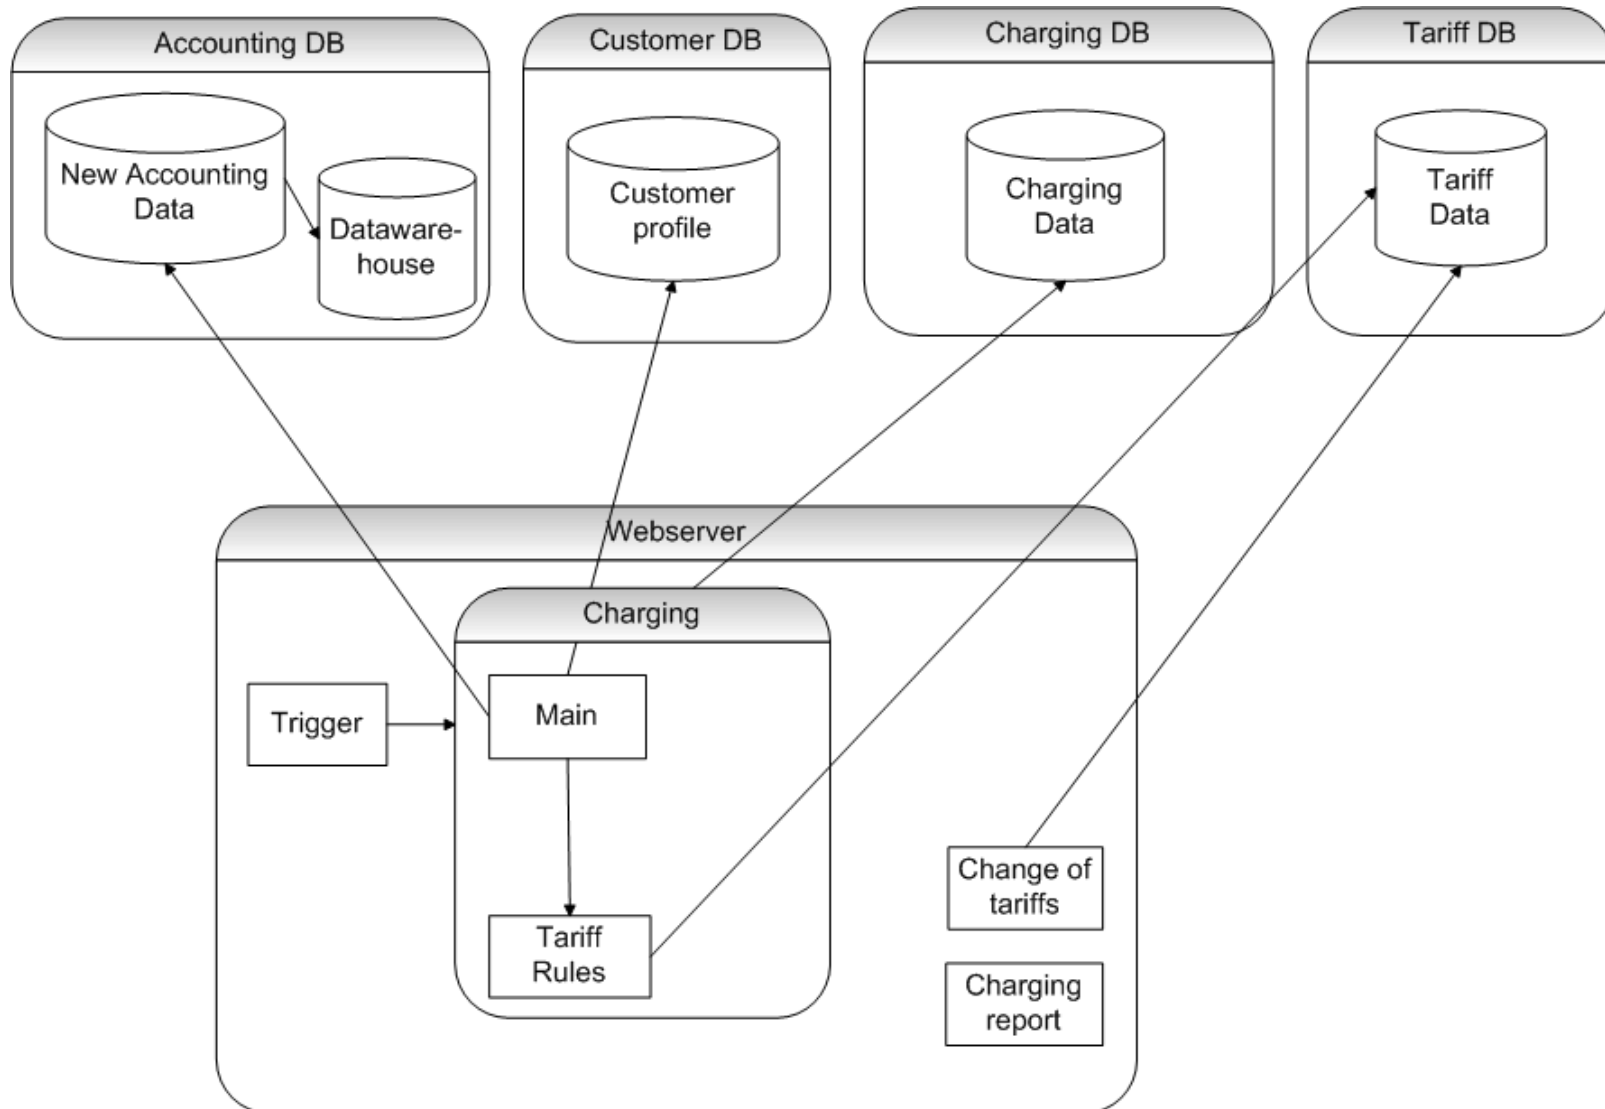 Accounting DB
Customer DB
Charging DB
Tariff DB
New Accounting
Data
Dataware-
house
Customer
profile
Charging
Data
Tariff
Data
Webserver
Charging
Trigger
Main
Tariff
Rules
Change of
tariffs
Charging
report